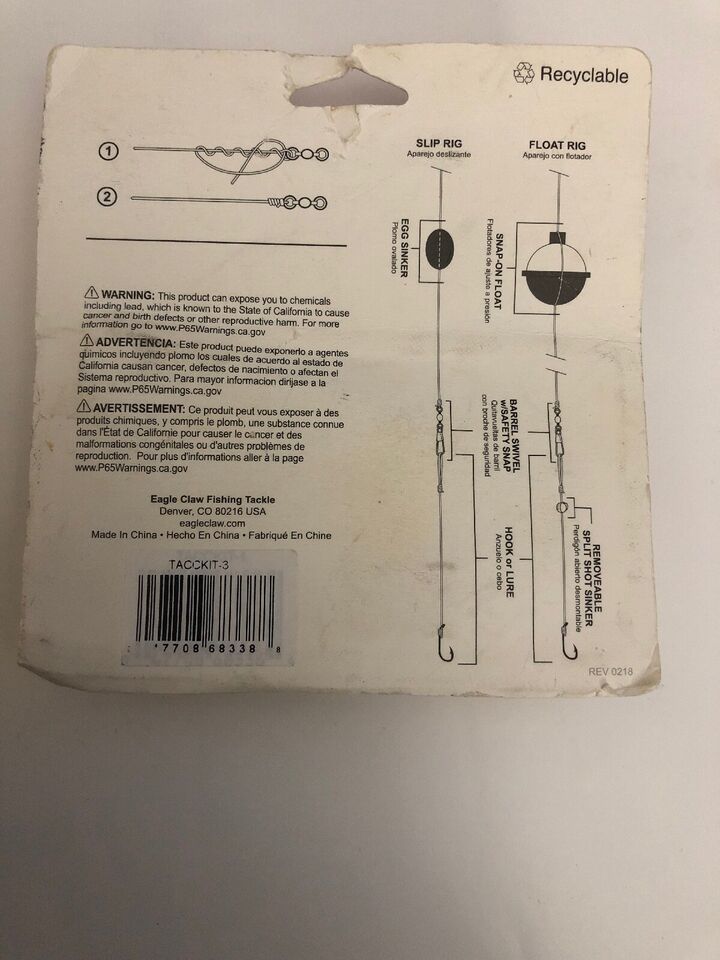 Recyclable
1
2
SLIP RIG
Aparejo deslizante
FLOAT RIG
Aparejo con flotador
EGG SINKER
Plomo ovalado
SNAP-ON FLOAT
Flotadores de ajuste a presión
BARREL SWIVEL
w/SAFETY SNAP
Quitavueltas de barril
con broche de seguridad
HOOK or LURE
Anzuelo o cebo
REMOVEABLE
SPLIT SHOT SINKER
Perdigón abierto desmontable
WARNING: This product can expose you to chemicals
including lead, which is known to the State of California to cause
cancer and birth defects or other reproductive harm. For more
information go to www.P65Warnings.ca.gov
ADVERTENCIA: Este producto puede exponerlo a agentes
quimicos incluyendo plomo los cuales de acuerdo al estado de
California causan cancer, defectos de nacimiento o afectan el
Sistema reproductivo. Para mayor informacion dirijase a la
pagina www.P65Warnings.ca.gov
AVERTISSEMENT: Ce produit peut vous exposer à des
produits chimiques, y compris le plomb, une substance connue
dans l'État de Californie pour causer le cancer et des
malformations congénitales ou d'autres problèmes de
reproduction. Pour plus d'informations aller à la page
www.P65Warnings.ca.gov
Eagle Claw Fishing Tackle
Denver, CO 80216 USA
eagleclaw.com
Made In China • Hecho En China • Fabriqué En Chine
TACCKIT-3
7708 68338 8
REV 0218